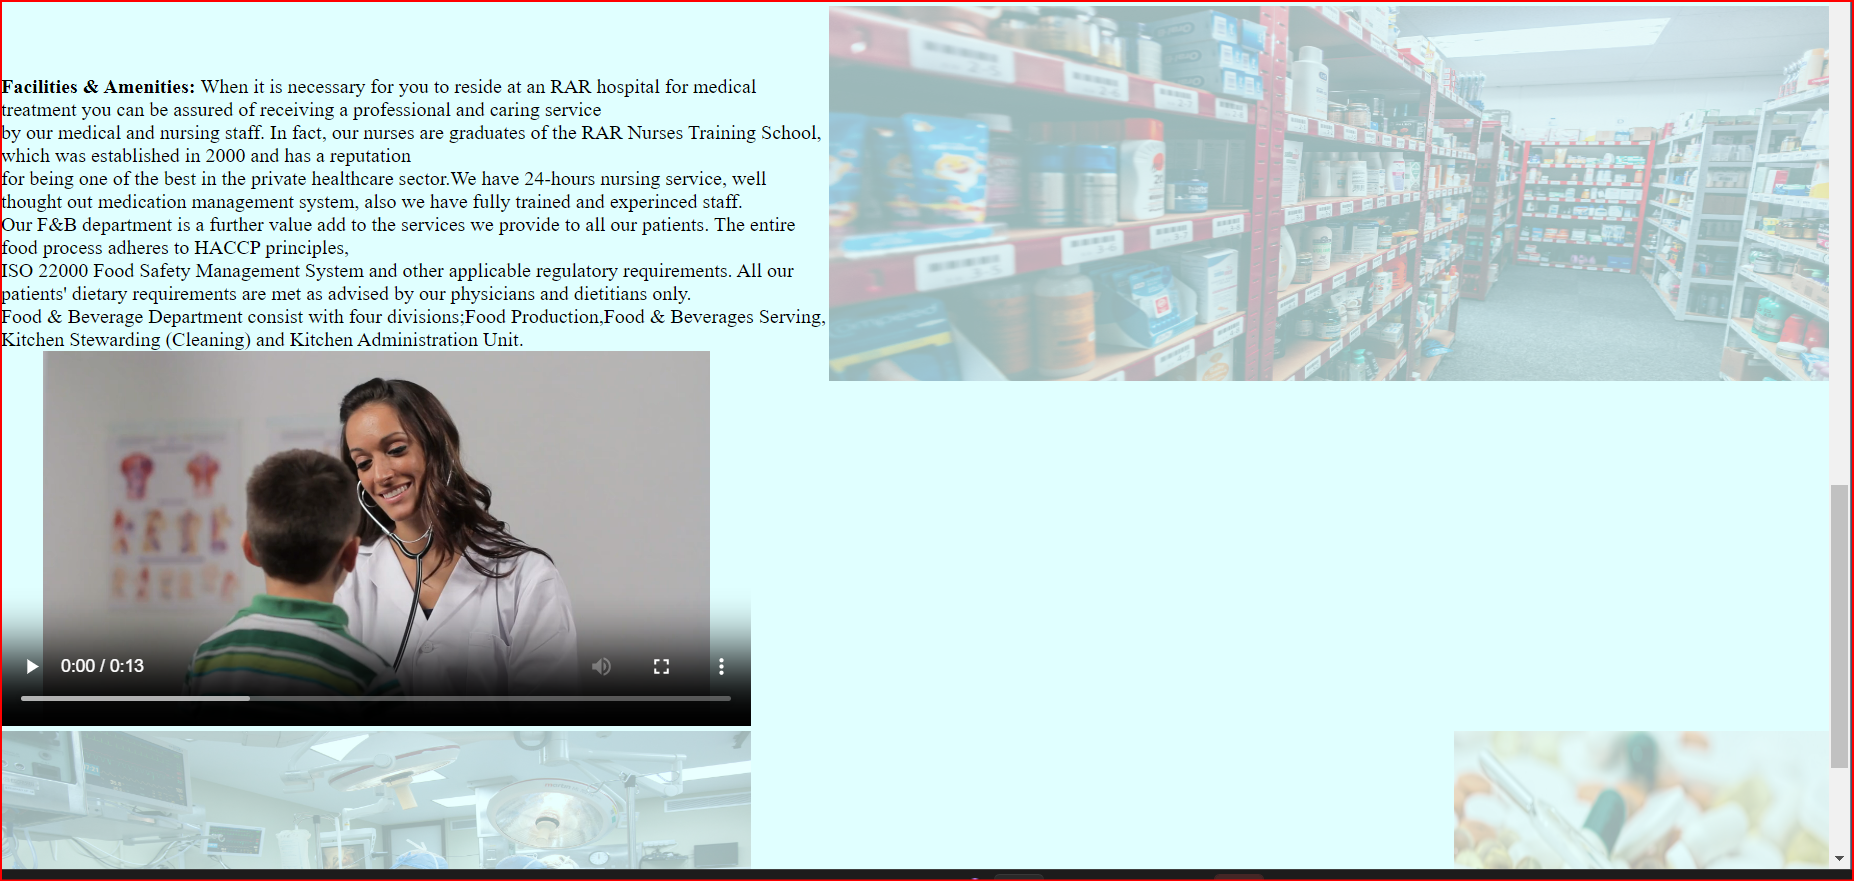 Facilities & Amenities: When it is necessary for you to reside at an RAR hospital for medical
treatment you can be assured of receiving a professional and caring service
by our medical and nursing staff. In fact, our nurses are graduates of the RAR Nurses Training School,
which was established in 2000 and has a reputation
for being one of the best in the private healthcare sector.We have 24-hours nursing service, well
thought out medication management system, also we have fully trained and experinced staff.
Our F&B department is a further value add to the services we provide to all our patients. The entire
food process adheres to HACCP principles,
ISO 22000 Food Safety Management System and other applicable regulatory requirements. All our
patients' dietary requirements are met as advised by our physicians and dietitians only.
Food & Beverage Department consist with four divisions;Food Production,Food & Beverages Serving,
Kitchen Stewarding (Cleaning) and Kitchen Administration Unit.
0:00 / 0:13